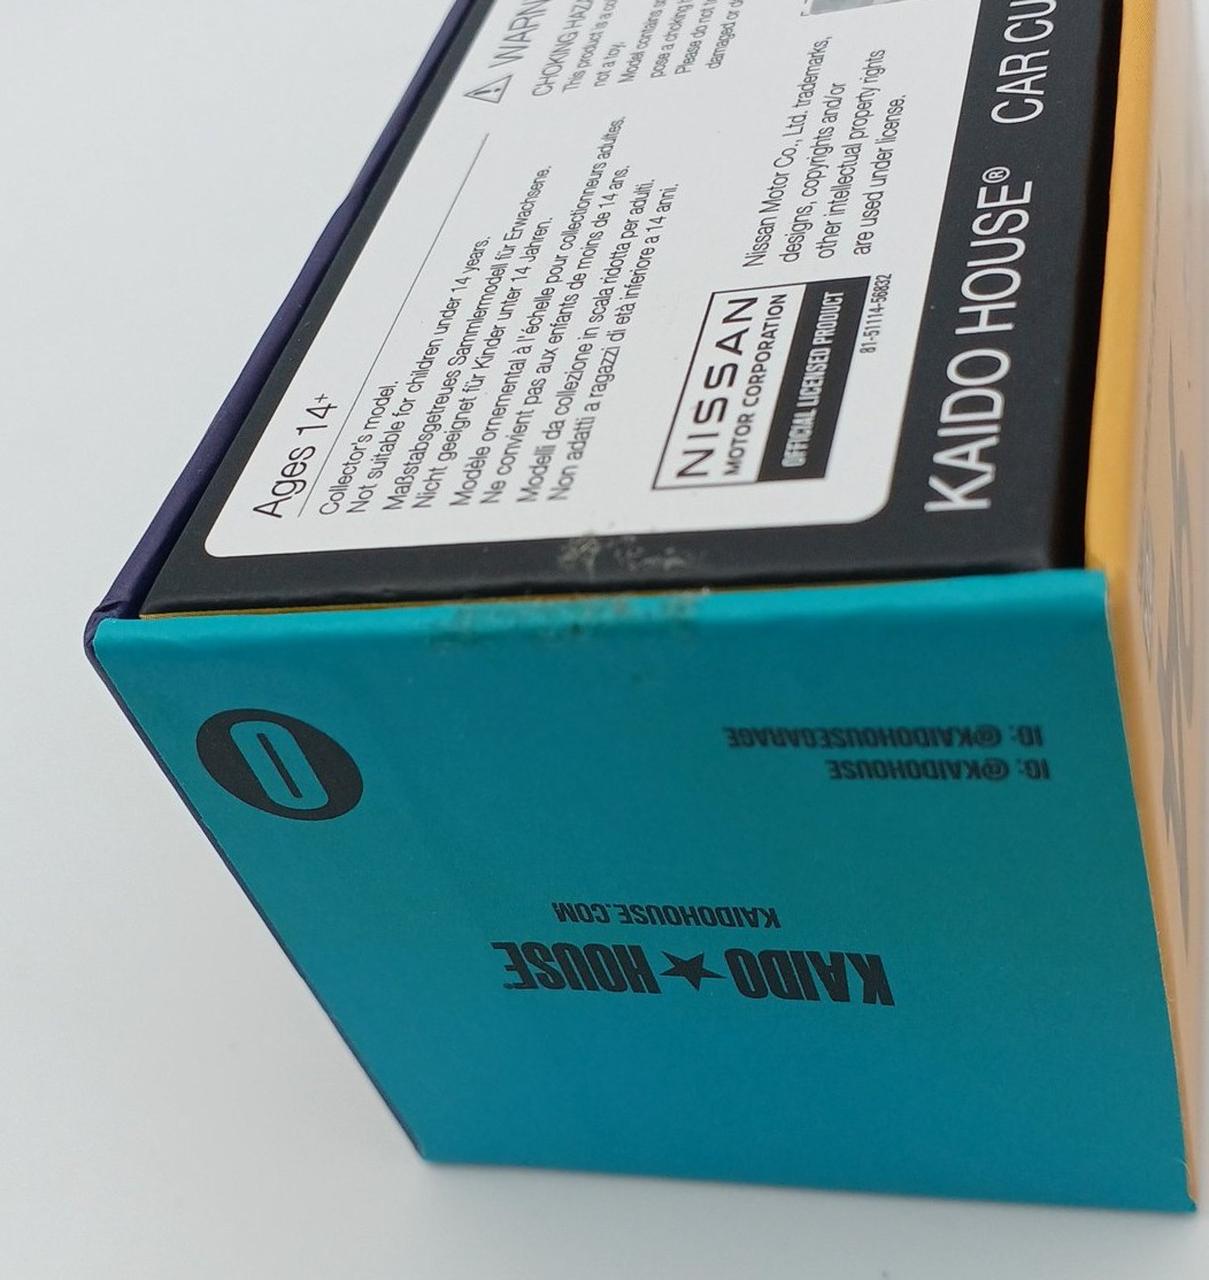 Ages 14+
Collector's model.
Not suitable for children under 14 years.
Maßstabsgetreues Sammlermodell für Erwachsene.
Nicht geeignet für Kinder unter 14 Jahren.
Modèle ornemental à l'échelle pour collectionneurs adultes.
Ne convient pas aux enfants de moins de 14 ans.
Modelli da collezione in scala ridotta per adulti.
Non adatti a ragazzi di età inferiore a 14 anni.
CHOKING
This product is a
not a toy.
Model contains
pose a choking
Please do not
damaged or
NISSAN
MOTOR CORPORATION
OFFICIAL LICENSED PRODUCT
81-51114-56832
Nissan Motor Co., Ltd. trademarks,
designs, copyrights and/or
other intellectual property rights
are used under license.
KAIDO HOUSE® CAR
KAIDO★HOUSE
KAIDOHOUSE.COM
IG: @KAIDOHOUSE
IG: @KAIDOHOUSEGARAGE
0